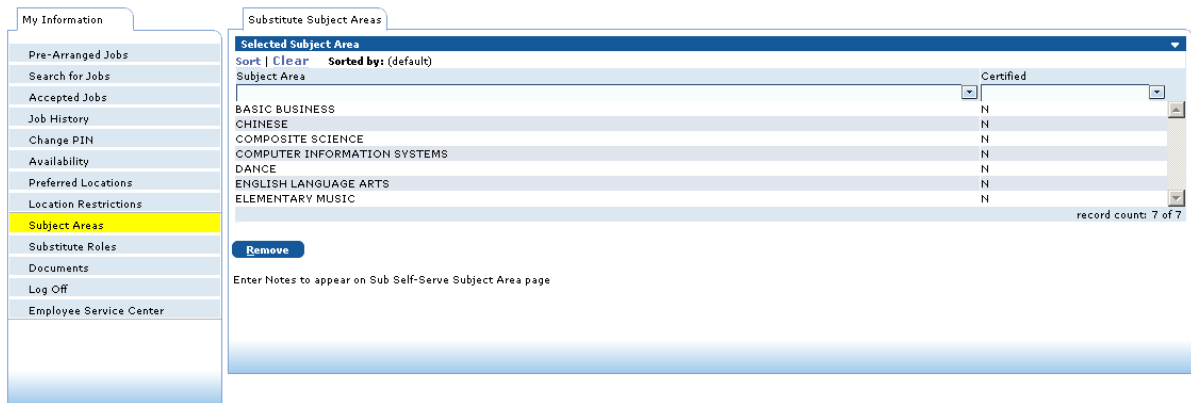 My Information
Pre-Arranged Jobs
Search for Jobs
Accepted Jobs
Job History
Change PIN
Availability
Preferred Locations
Location Restrictions
Subject Areas
Substitute Roles
Documents
Log Off
Employee Service Center
Substitute Subject Areas
Selected Subject Area
Sort | Clear Sorted by: (default)
Subject Area Certified
BASIC BUSINESS N
CHINESE N
COMPOSITE SCIENCE N
COMPUTER INFORMATION SYSTEMS N
DANCE N
ENGLISH LANGUAGE ARTS N
ELEMENTARY MUSIC N
record count: 7 of 7
Remove
Enter Notes to appear on Sub Self-Serve Subject Area page